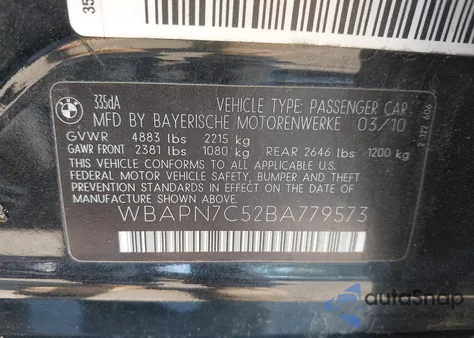 35
BMW
335dA VEHICLE TYPE: PASSENGER CAR
MFD BY BAYERISCHE MOTORENWERKE 03/10
GVWR 4883 lbs 2215 kg
GAWR FRONT 2381 lbs 1080 kg REAR 2646 lbs 1200 kg
THIS VEHICLE CONFORMS TO ALL APPLICABLE
FEDERAL MOTOR VEHICLE SAFETY, BUMPER AND THEFT
PREVENTION STANDARDS IN EFFECT ON THE DATE OF
MANUFACTURE SHOWN ABOVE.
WBAPN7C52BA779573
autoSnap